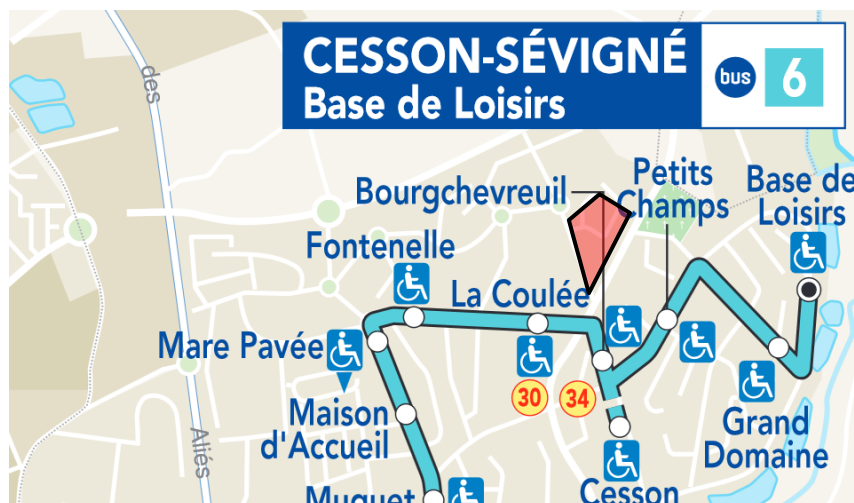 CESSON-SÉVIGNÉ
Base de Loisirs
bus
6
des
Bourgchevreuil
Petits
Champs
Base de
Loisirs
Fontenelle
La Coulée
Mare Pavée
30
34
Maison
d'Accueil
Grand
Domaine
Aliés
Muguet
Cesson